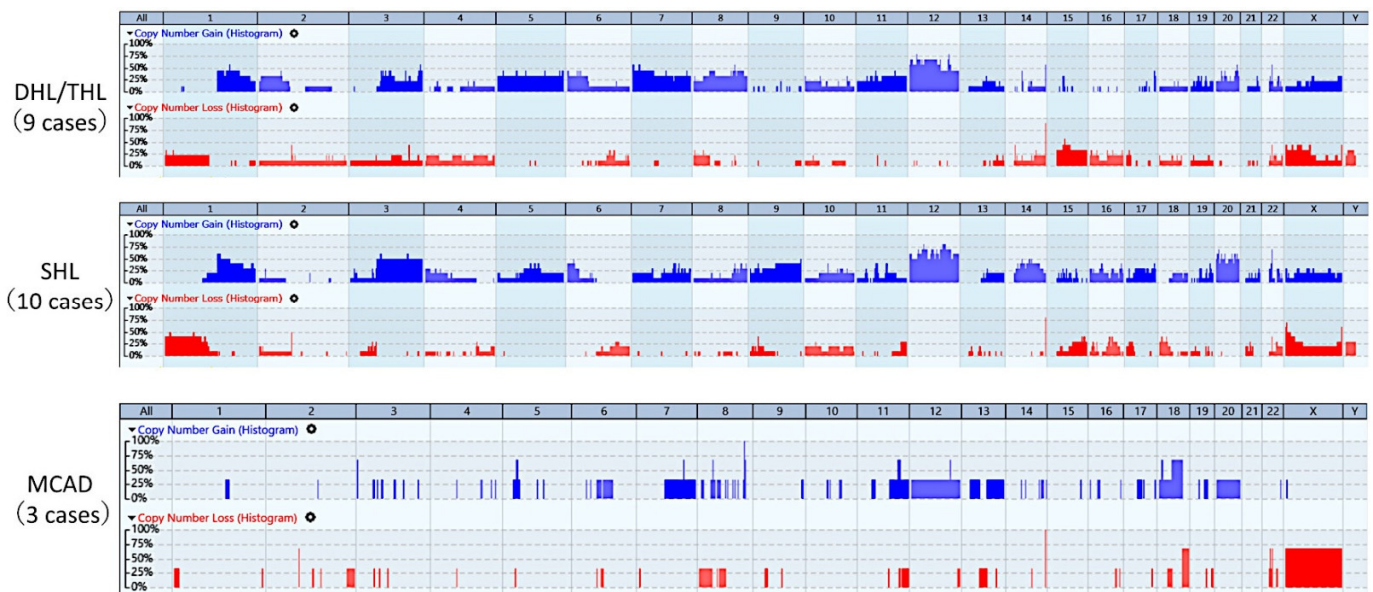 All 1 2 3 4 5 6 7 8 9 10 11 12 13 14 15 16 17 18 19 20 21 22 X Y
Copy Number Gain (Histogram)
100%
75%
50%
25%
0%
DHL/THL
(9 cases)
Copy Number Loss (Histogram)
100%
75%
50%
25%
0%
All 1 2 3 4 5 6 7 8 9 10 11 12 13 14 15 16 17 18 19 20 21 22 X Y
Copy Number Gain (Histogram)
100%
75%
50%
25%
0%
SHL
(10 cases)
Copy Number Loss (Histogram)
100%
75%
50%
25%
0%
All 1 2 3 4 5 6 7 8 9 10 11 12 13 14 15 16 17 18 19 20 21 22 X Y
Copy Number Gain (Histogram)
100%
75%
50%
25%
0%
MCAD
(3 cases)
Copy Number Loss (Histogram)
100%
75%
50%
25%
0%